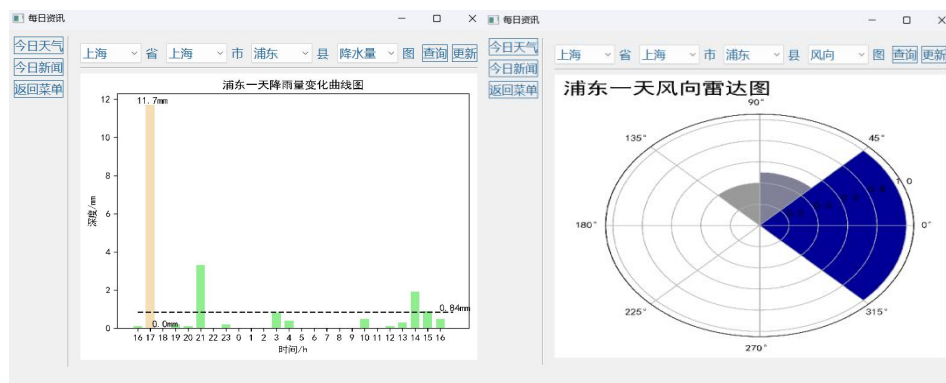 每日资讯
今日天气
今日新闻
返回菜单
上海 省 上海 市 浦东 县 降水量 图 查询 更新
浦东一天降雨量变化曲线图
11.7mm
12
10
8
6
4
2
0
深度/mm
0.84mm
0.0mm
16 17 18 19 20 21 22 23 0 1 2 3 4 5 6 7 8 9 10 11 12 13 14 15 16
时间/h
每日资讯
今日天气
今日新闻
返回菜单
上海 省 上海 市 浦东 县 风向 图 查询 更新
浦东一天风向雷达图
90°
135°
45°
180°
0°
225°
315°
270°